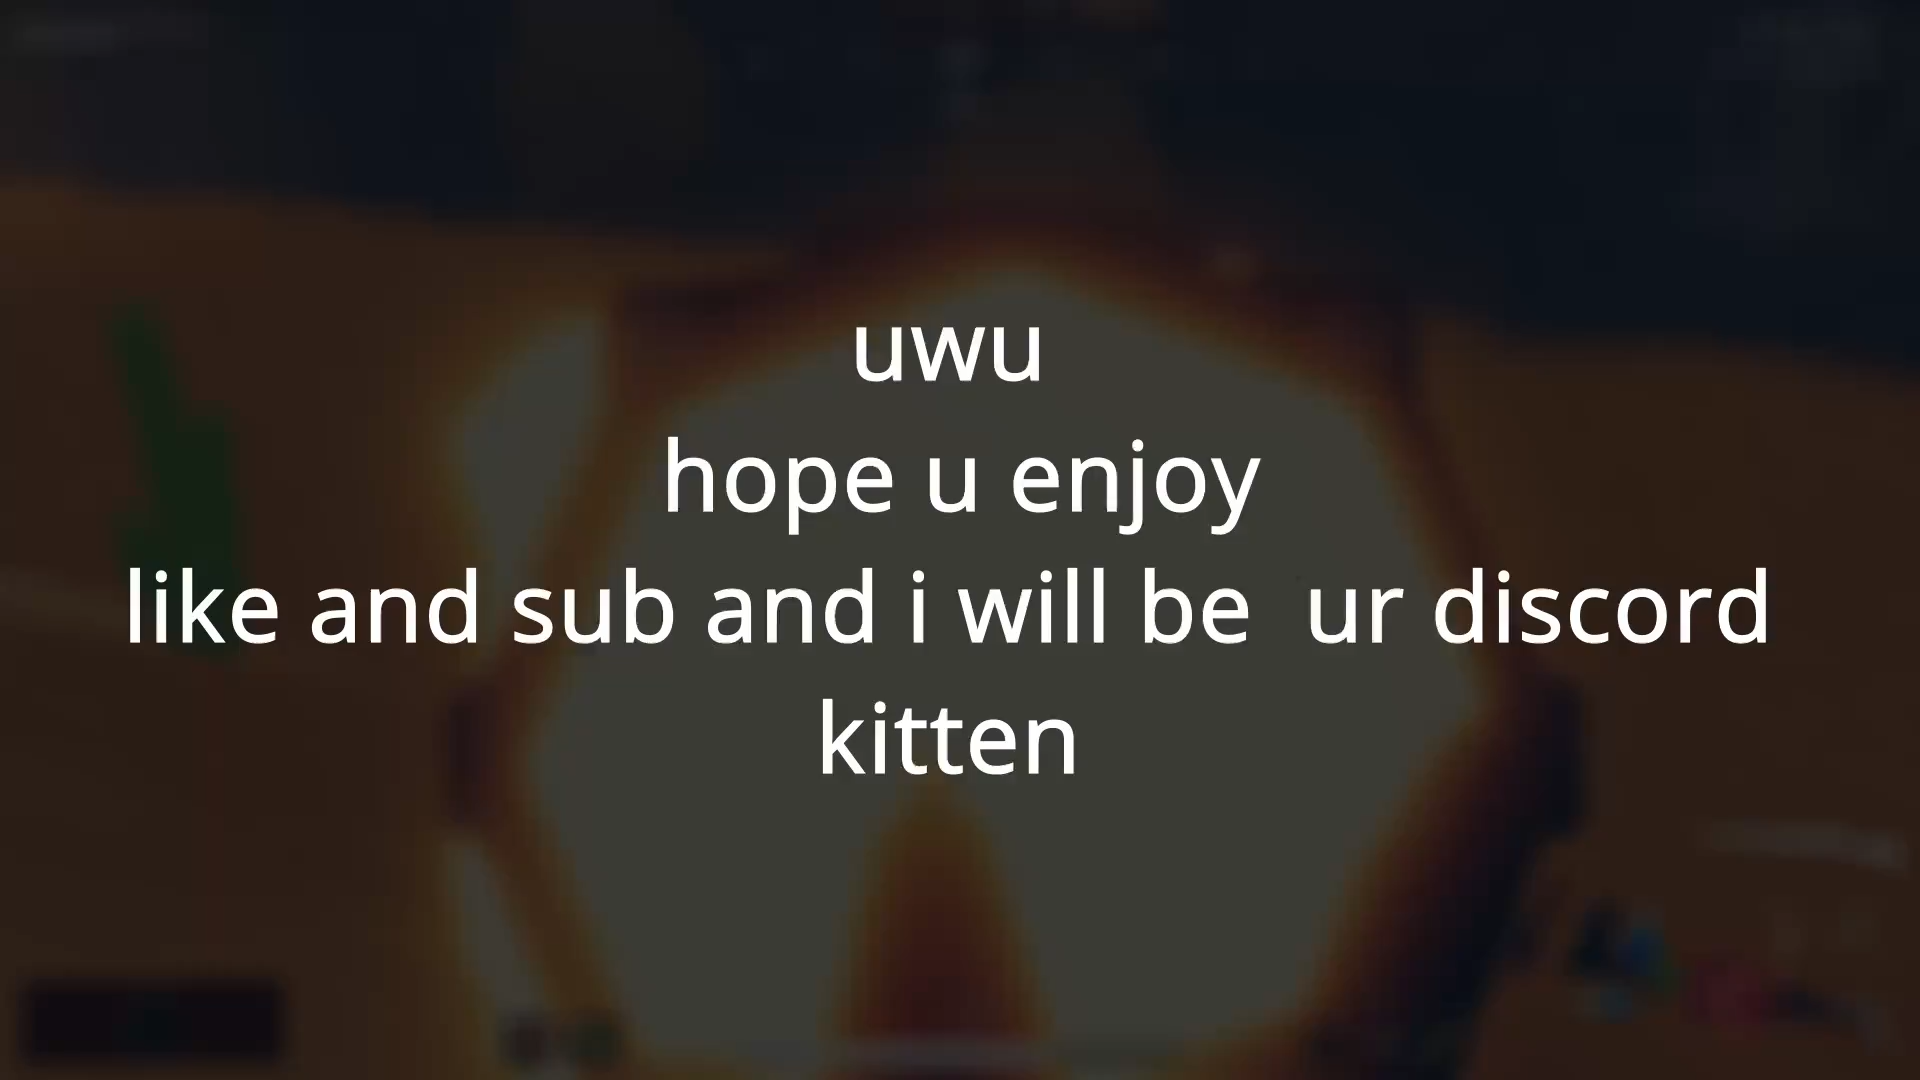 uwu
hope u enjoy
like and sub and i will be  ur discord
kitten